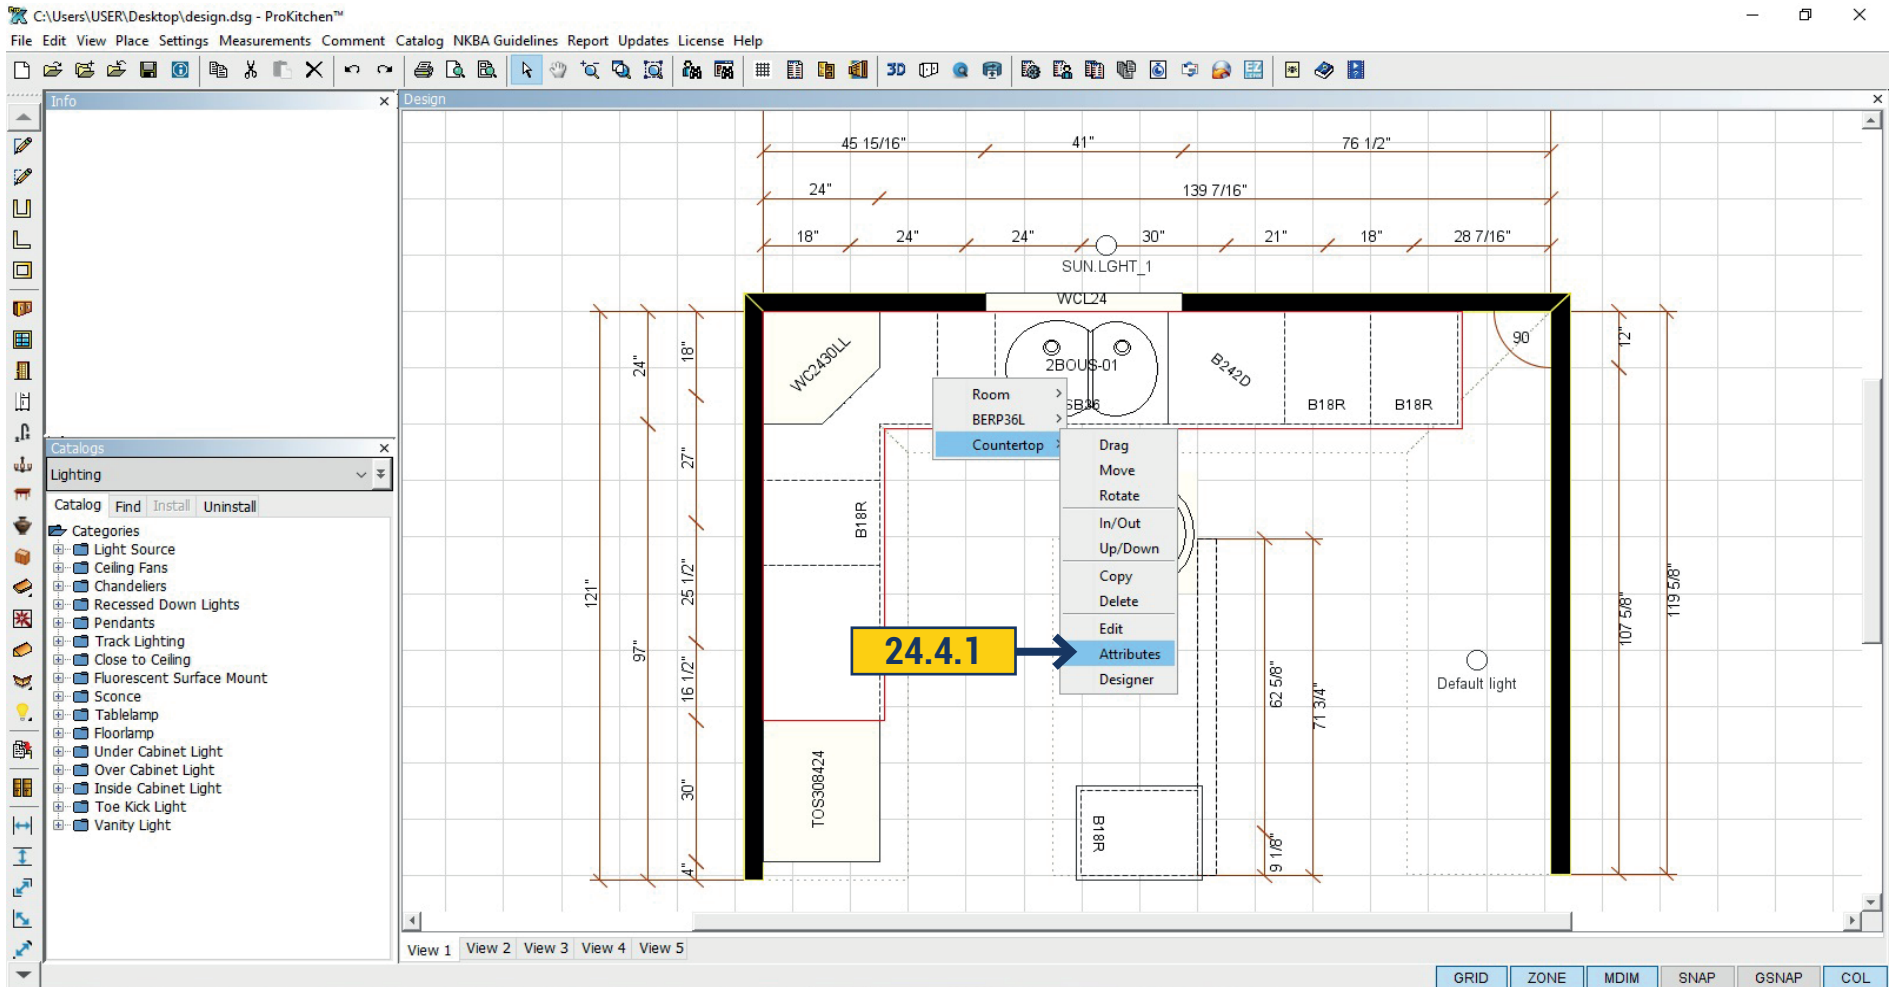 C:\Users\USER\Desktop\design.dsg - ProKitchen™
File Edit View Place Settings Measurements Comment Catalog NKBA Guidelines Report Updates License Help
3D
EZ
Info
Design
45 15/16" 41" 76 1/2"
24" 139 7/16"
18" 24" 24" 30" 21" 18" 28 7/16"
SUN.LGHT_1
WCL24
WC2430LL
2BOUS-01
B242D
90
12"
18"
24"
Room
BERP36L
Countertop
SB36
B18R
B18R
Drag
Move
Rotate
In/Out
Up/Down
Copy
Delete
Edit
Attributes
Designer
24.4.1
27"
B18R
25 1/2"
121"
97"
16 1/2"
62 5/8"
71 3/4"
107 5/8"
119 5/8"
Default light
TOS308424
30"
B18R
9 1/8"
4"
Catalogs
Lighting
Catalog Find Install Uninstall
Categories
Light Source
Ceiling Fans
Chandeliers
Recessed Down Lights
Pendants
Track Lighting
Close to Ceiling
Fluorescent Surface Mount
Sconce
Tablelamp
Floorlamp
Under Cabinet Light
Over Cabinet Light
Inside Cabinet Light
Toe Kick Light
Vanity Light
View 1 View 2 View 3 View 4 View 5
GRID ZONE MDIM SNAP GSNAP COL